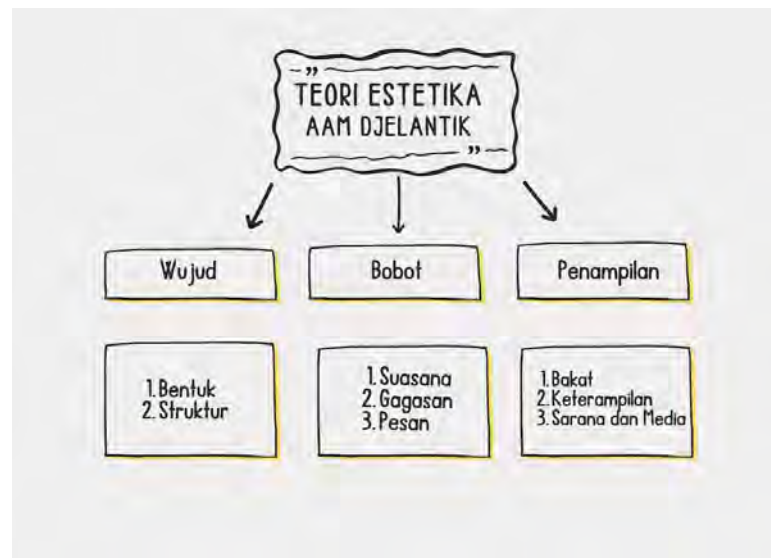 TEORI ESTETIKA
AAM DJELANTIK
Wujud
Bobot
Penampilan
1. Bentuk
2. Struktur
1. Suasana
2. Gagasan
3. Pesan
1. Bakat
2. Keterampilan
3. Sarana dan Media